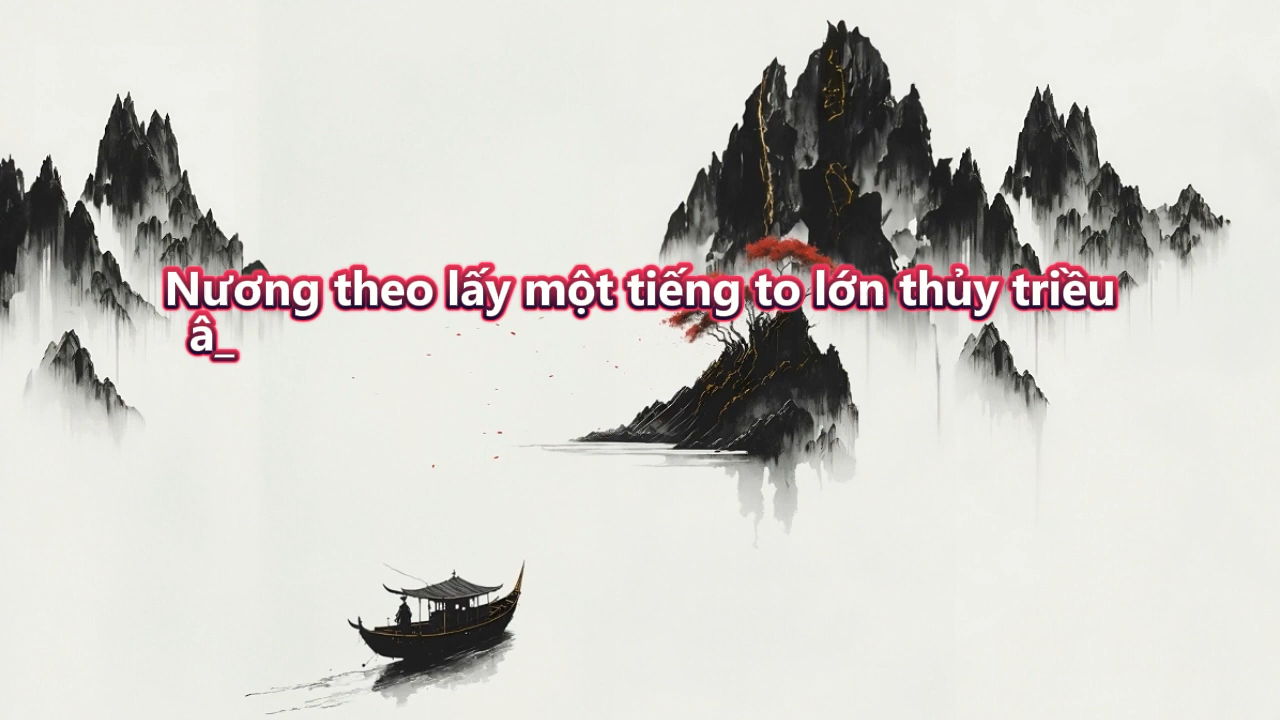 Nương theo lấy một tiếng to lớn thủy triều
â_